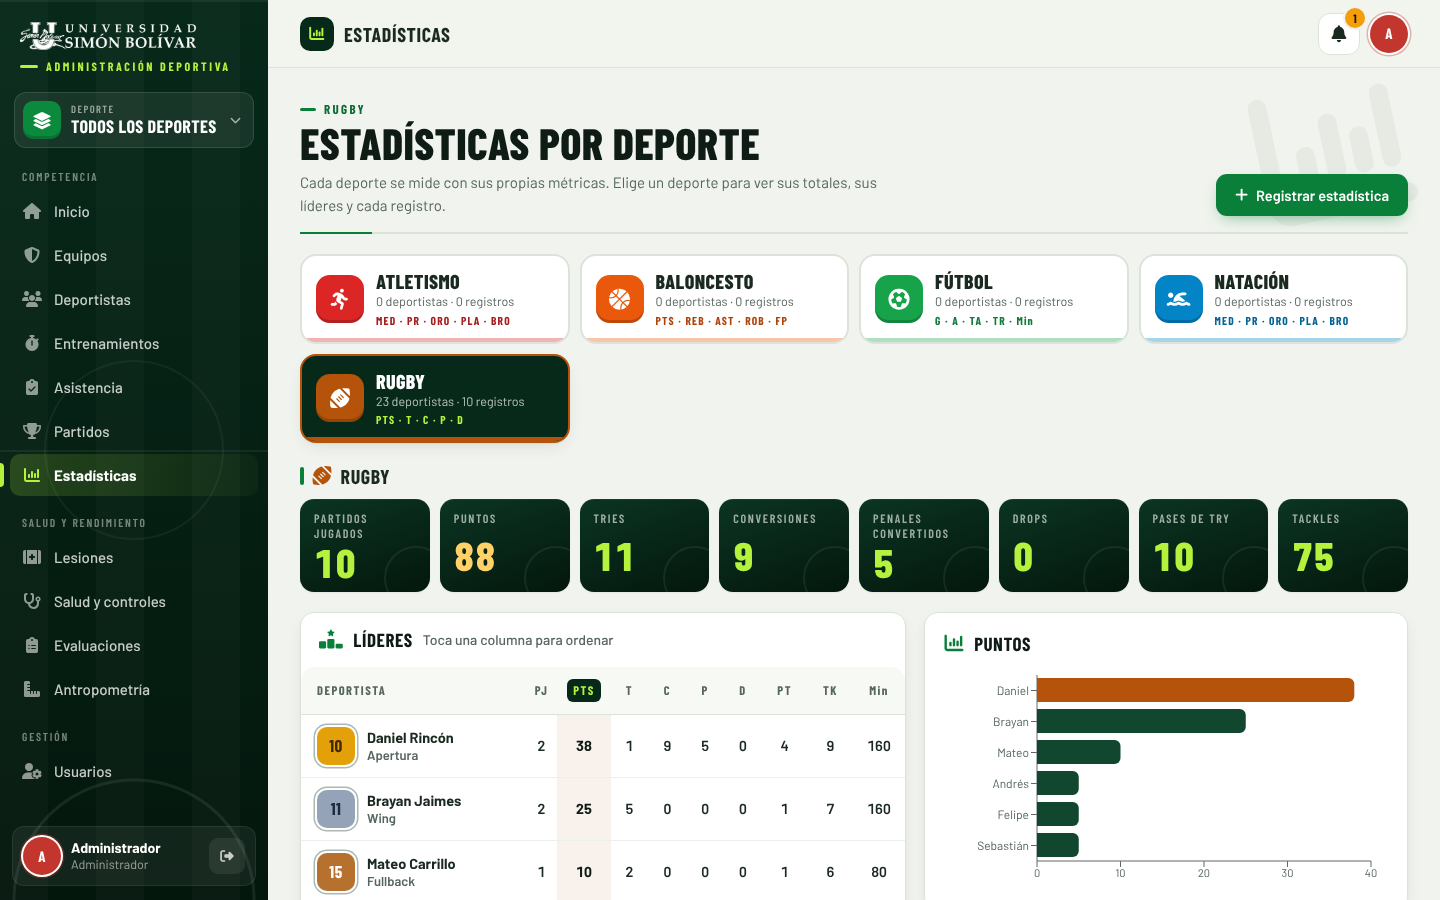 UNIVERSIDAD
SIMÓN BOLÍVAR
ADMINISTRACIÓN DEPORTIVA
DEPORTE
TODOS LOS DEPORTES
COMPETENCIA
Inicio
Equipos
Deportistas
Entrenamientos
Asistencia
Partidos
Estadísticas
SALUD Y RENDIMIENTO
Lesiones
Salud y controles
Evaluaciones
Antropometría
GESTIÓN
Usuarios
A
Administrador
Administrador
ESTADÍSTICAS
1
A
RUGBY
ESTADÍSTICAS POR DEPORTE
Cada deporte se mide con sus propias métricas. Elige un deporte para ver sus totales, sus
líderes y cada registro.
+ Registrar estadística
ATLETISMO
0 deportistas · 0 registros
MED · PR · ORO · PLA · BRO
BALONCESTO
0 deportistas · 0 registros
PTS · REB · AST · ROB · FP
FÚTBOL
0 deportistas · 0 registros
G · A · TA · TR · Min
NATACIÓN
0 deportistas · 0 registros
MED · PR · ORO · PLA · BRO
RUGBY
23 deportistas · 10 registros
PTS · T · C · P · D
RUGBY
PARTIDOS
JUGADOS
10
PUNTOS
88
TRIES
11
CONVERSIONES
9
PENALES
CONVERTIDOS
5
DROPS
0
PASES DE TRY
10
TACKLES
75
LÍDERES Toca una columna para ordenar
DEPORTISTA PJ PTS T C P D PT TK Min
10 Daniel Rincón 2 38 1 9 5 0 4 9 160
Apertura
11 Brayan Jaimes 2 25 5 0 0 0 1 7 160
Wing
15 Mateo Carrillo 1 10 2 0 0 0 1 6 80
Fullback
PUNTOS
Daniel
Brayan
Mateo
Andrés
Felipe
Sebastián
0 10 20 30 40